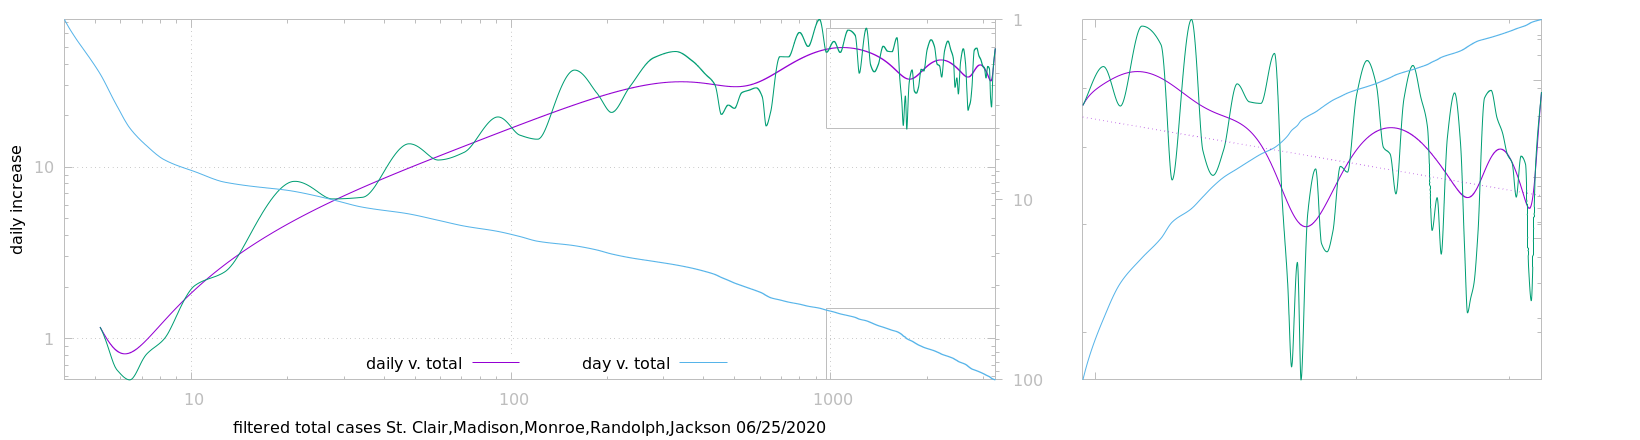 1
10
daily increase
10
1
daily v. total
day v. total
100
10
100
1000
filtered total cases St. Clair,Madison,Monroe,Randolph,Jackson 06/25/2020